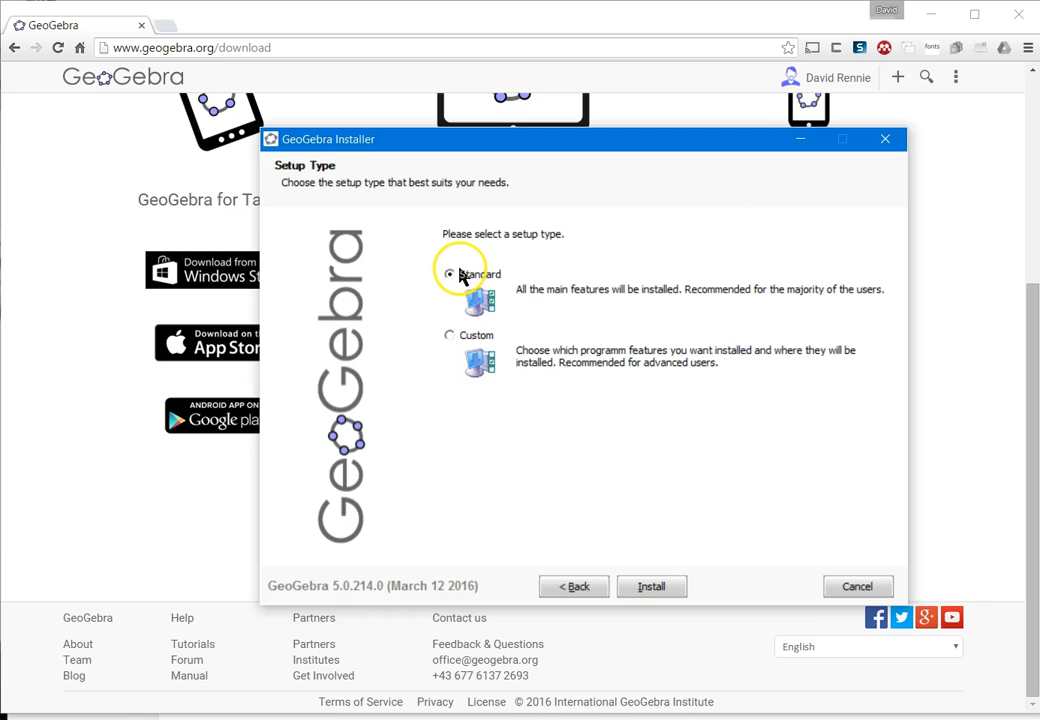 David
GeoGebra
www.geogebra.org/download
fonts
GeoGebra
David Rennie
GeoGebra for Ta
Download from
Windows St
Download on th
App Stor
ANDROID APP ON
Google pla
GeoGebra Installer
Setup Type
Choose the setup type that best suits your needs.
GeoGebra
Please select a setup type.
Standard
All the main features will be installed. Recommended for the majority of the users.
Custom
Choose which programm features you want installed and where they will be
installed. Recommended for advanced users.
GeoGebra 5.0.214.0 (March 12 2016)
< Back
Install
Cancel
GeoGebra
Help
Partners
Contact us
About
Tutorials
Partners
Feedback & Questions
English
Team
Forum
Institutes
office@geogebra.org
Blog
Manual
Get Involved
+43 677 6137 2693
Terms of Service
Privacy
License
© 2016 International GeoGebra Institute